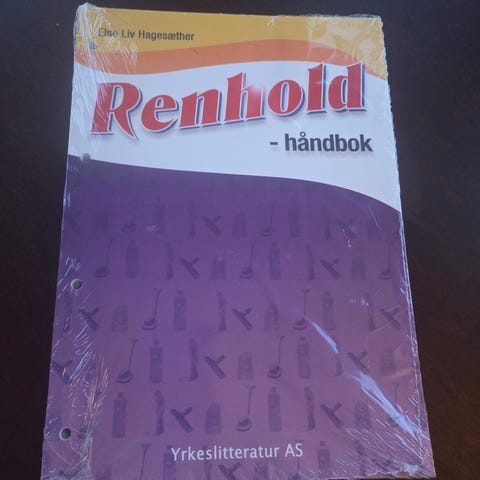 Else Liv Hagesæther
Renhold
- håndbok
Yrkeslitteratur AS